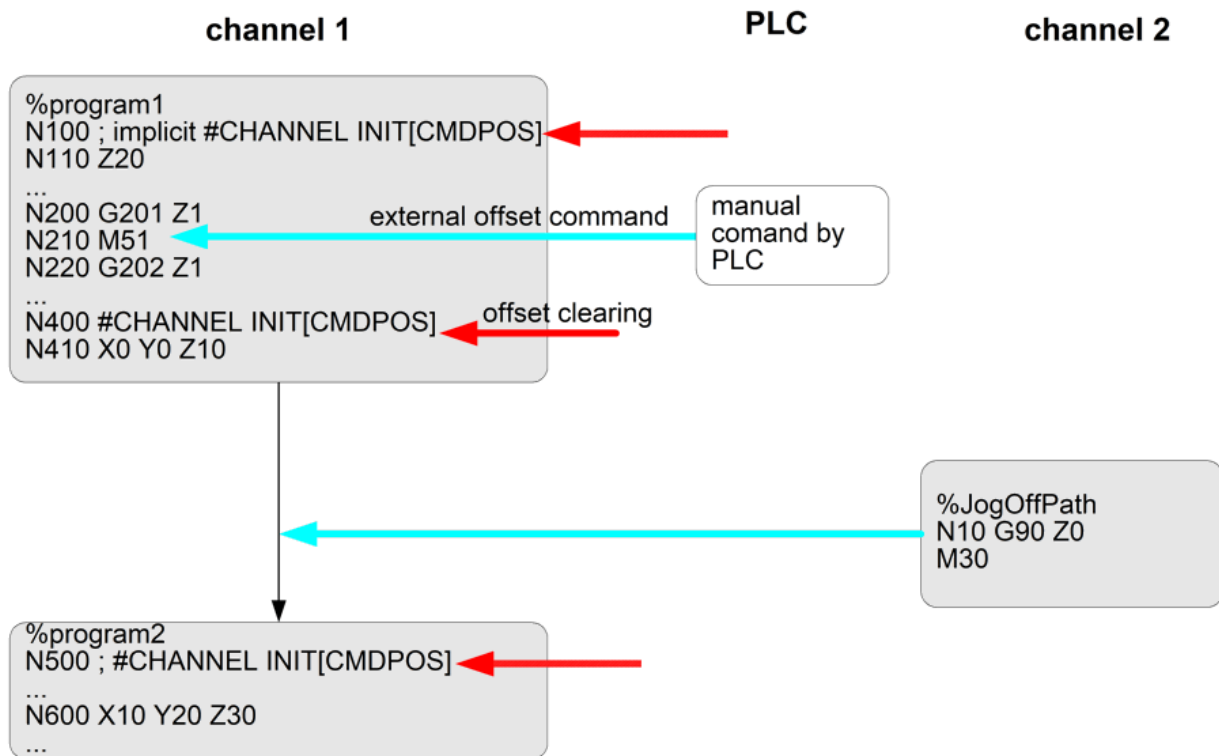 channel 1
PLC
channel 2
%program1
N100 ; implicit #CHANNEL INIT[CMDPOS]
N110 Z20
...
N200 G201 Z1
N210 M51
N220 G202 Z1
...
N400 #CHANNEL INIT[CMDPOS]
N410 X0 Y0 Z10
external offset command
manual
comand by
PLC
offset clearing
%JogOffPath
N10 G90 Z0
M30
%program2
N500 ; #CHANNEL INIT[CMDPOS]
...
N600 X10 Y20 Z30
...